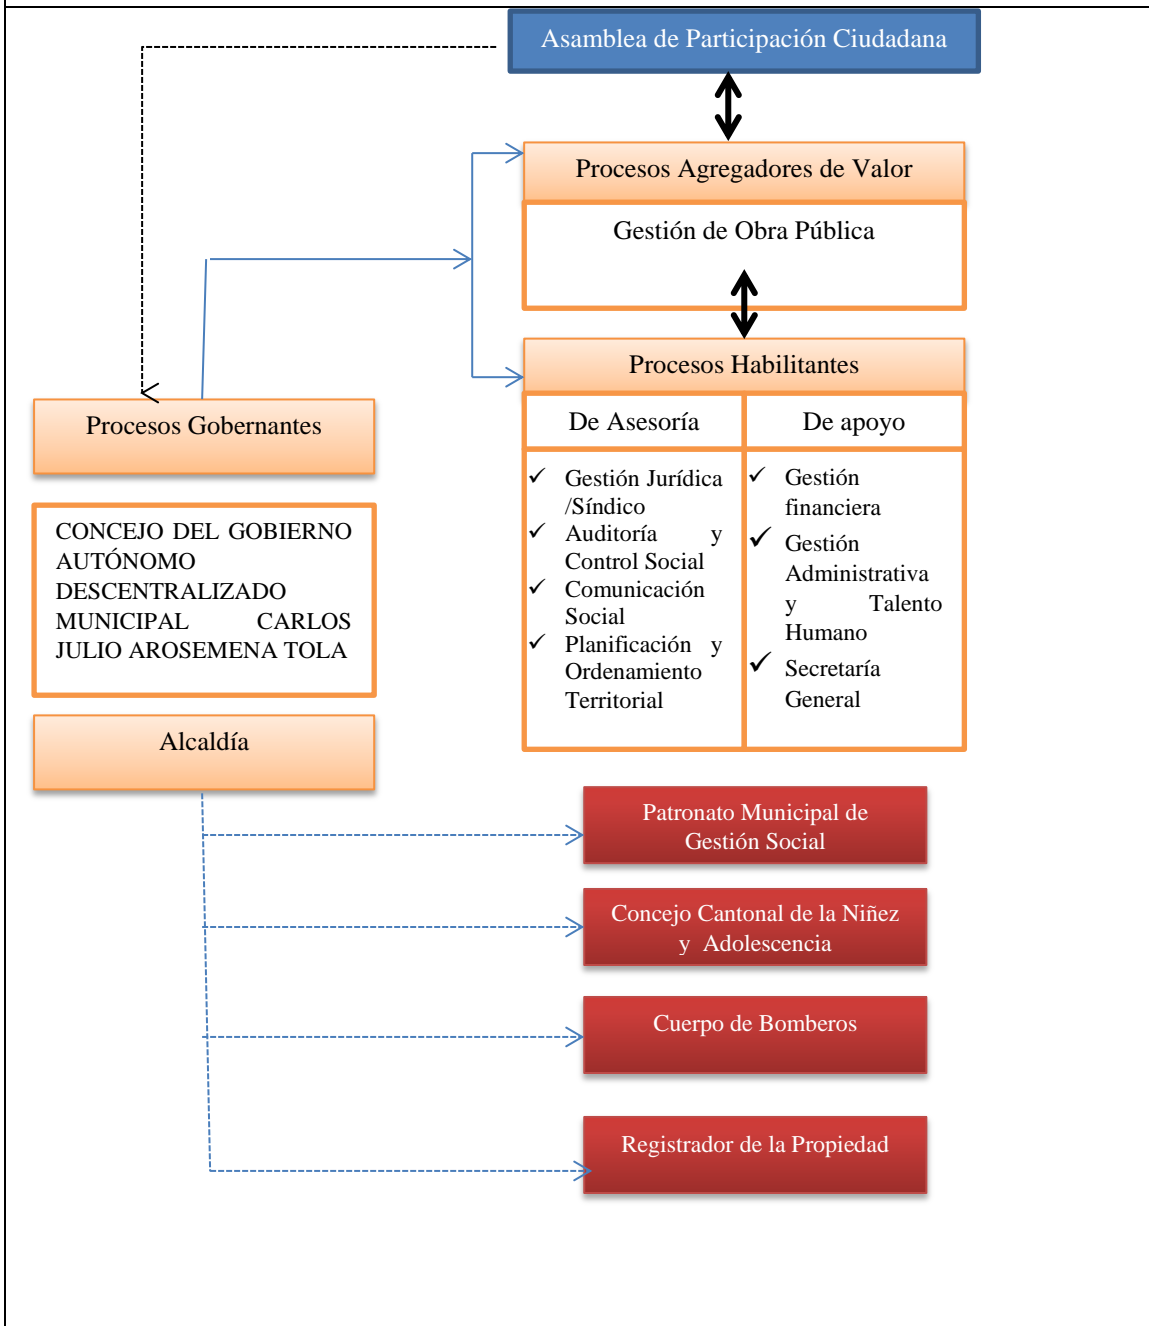 Asamblea de Participación Ciudadana
Procesos Agregadores de Valor
Gestión de Obra Pública
Procesos Habilitantes
De Asesoría
De apoyo
✓ Gestión Jurídica
/Síndico
✓ Auditoría y
Control Social
✓ Comunicación
Social
✓ Planificación y
Ordenamiento
Territorial
✓ Gestión
financiera
✓ Gestión
Administrativa
y Talento
Humano
✓ Secretaría
General
Procesos Gobernantes
CONCEJO DEL GOBIERNO
AUTÓNOMO
DESCENTRALIZADO
MUNICIPAL CARLOS
JULIO AROSEMENA TOLA
Alcaldía
Patronato Municipal de
Gestión Social
Concejo Cantonal de la Niñez
y Adolescencia
Cuerpo de Bomberos
Registrador de la Propiedad